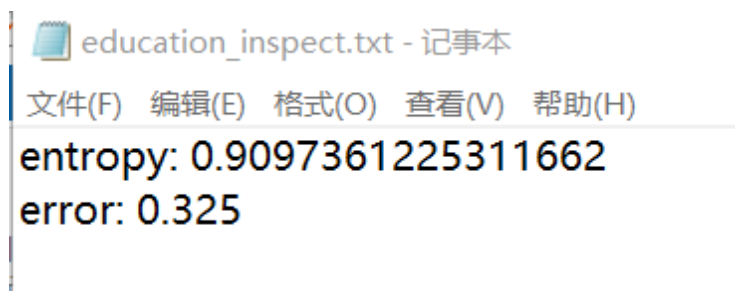 education_inspect.txt - 记事本
文件(F) 编辑(E) 格式(O) 查看(V) 帮助(H)
entropy: 0.9097361225311662
error: 0.325